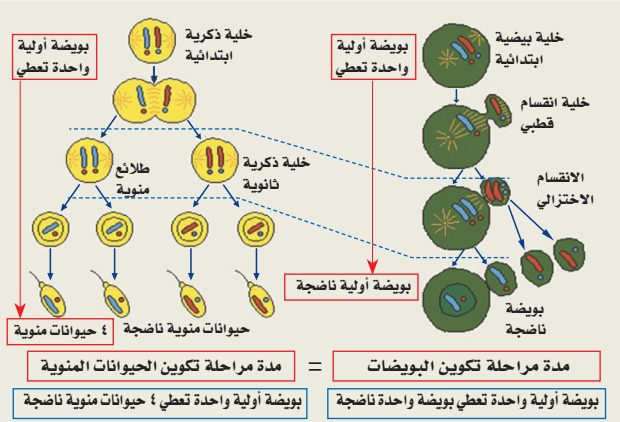 بويضة أولية
واحدة تعطي
خلية ذكرية
ابتدائية
بويضة أولية
واحدة تعطي
خلية بيضية
ابتدائية
خلية انقسام
قطبي
طلائع
منوية
خلية ذكرية
ثانوية
الانقسام
الاختزالي
بويضة أولية ناضجة
بويضة
ناضجة
٤ حيوانات منوية
حيوانات منوية ناضجة
مدة مراحلة تكوين البويضات
=
مدة مراحلة تكوين الحيوانات المنوية
بويضة أولية واحدة تعطي بويضة واحدة ناضجة
بويضة أولية واحدة تعطي ٤ حيوانات منوية ناضجة